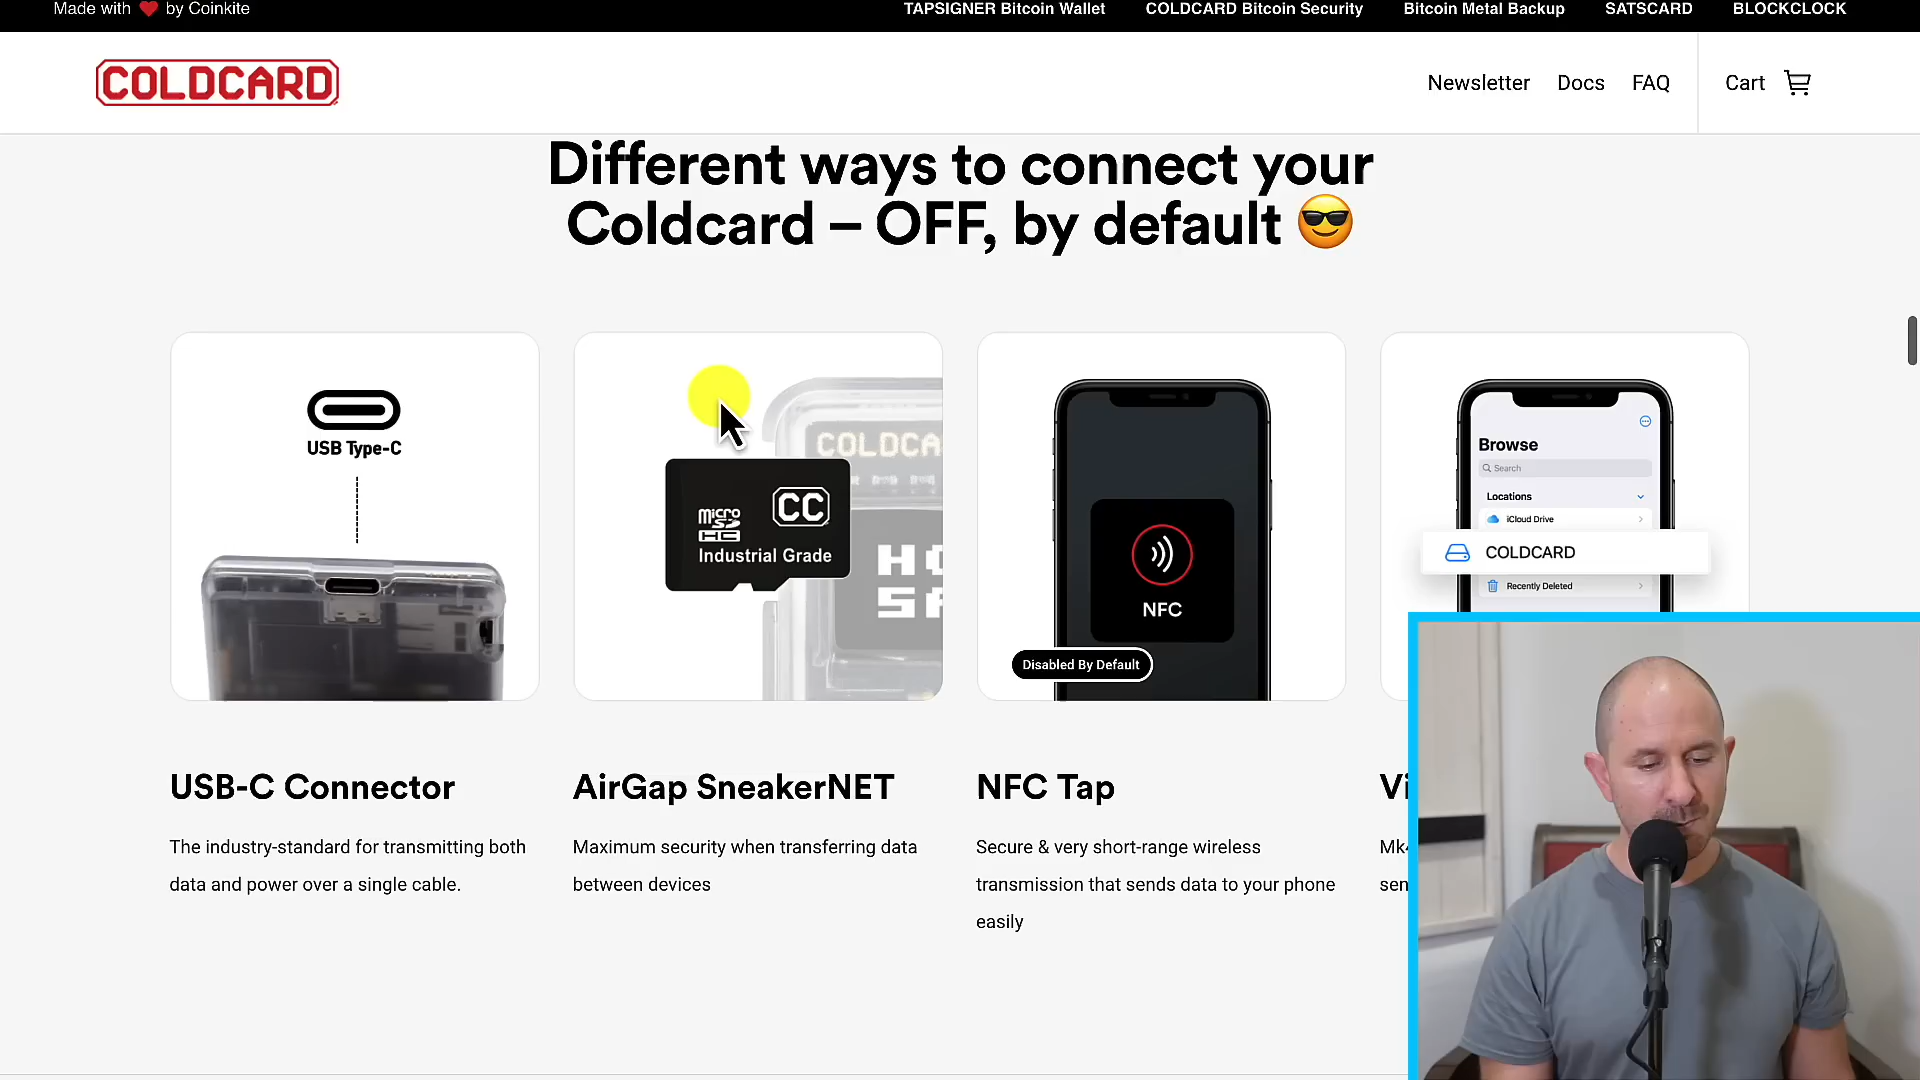 Made with ❤ by Coinkite
TAPSIGNER Bitcoin Wallet
COLDCARD Bitcoin Security
Bitcoin Metal Backup
SATSCARD
BLOCKCLOCK
COLDCARD
Newsletter
Docs
FAQ
Cart
Different ways to connect your
Coldcard – OFF, by default 😎
USB Type-C
COLDCA
micro
SD
HC
CC
Industrial Grade
NFC
Disabled By Default
Browse
Search
Locations
iCloud Drive
COLDCARD
Recently Deleted
USB-C Connector
The industry-standard for transmitting both
data and power over a single cable.
AirGap SneakerNET
Maximum security when transferring data
between devices
NFC Tap
Secure & very short-range wireless
transmission that sends data to your phone
easily